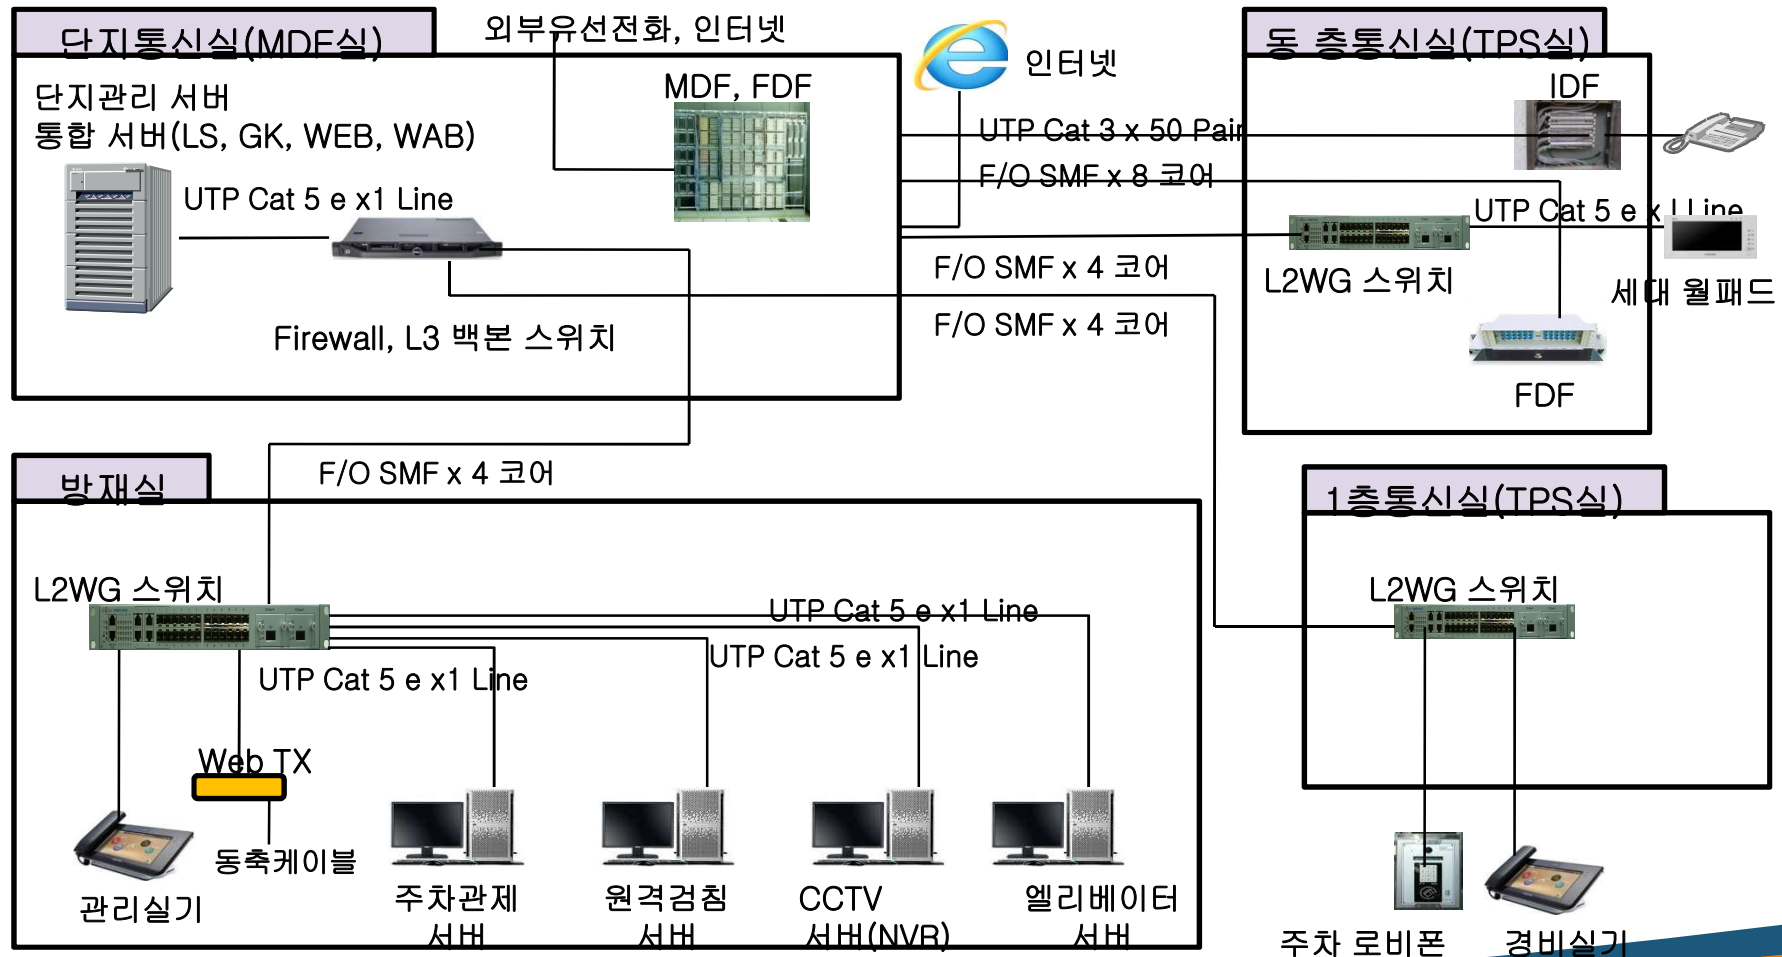 단지통신실(MDF실)
외부유선전화, 인터넷
인터넷
동 층통신실(TPS실)
단지관리 서버
통합 서버(LS, GK, WEB, WAB)
MDF, FDF
IDF
UTP Cat 3 x 50 Pair
F/O SMF x 8 코어
UTP Cat 5 e x1 Line
UTP Cat 5 e x I Line
F/O SMF x 4 코어
L2WG 스위치
세대 월패드
F/O SMF x 4 코어
Firewall, L3 백본 스위치
FDF
방재실
F/O SMF x 4 코어
1층통신실(TPS실)
L2WG 스위치
L2WG 스위치
UTP Cat 5 e x1 Line
UTP Cat 5 e x1 Line
UTP Cat 5 e x1 Line
Web TX
동축케이블
관리실기
주차관제
서버
원격검침
서버
CCTV
서버(NVR)
엘리베이터
서버
주차 로비폰
경비실기